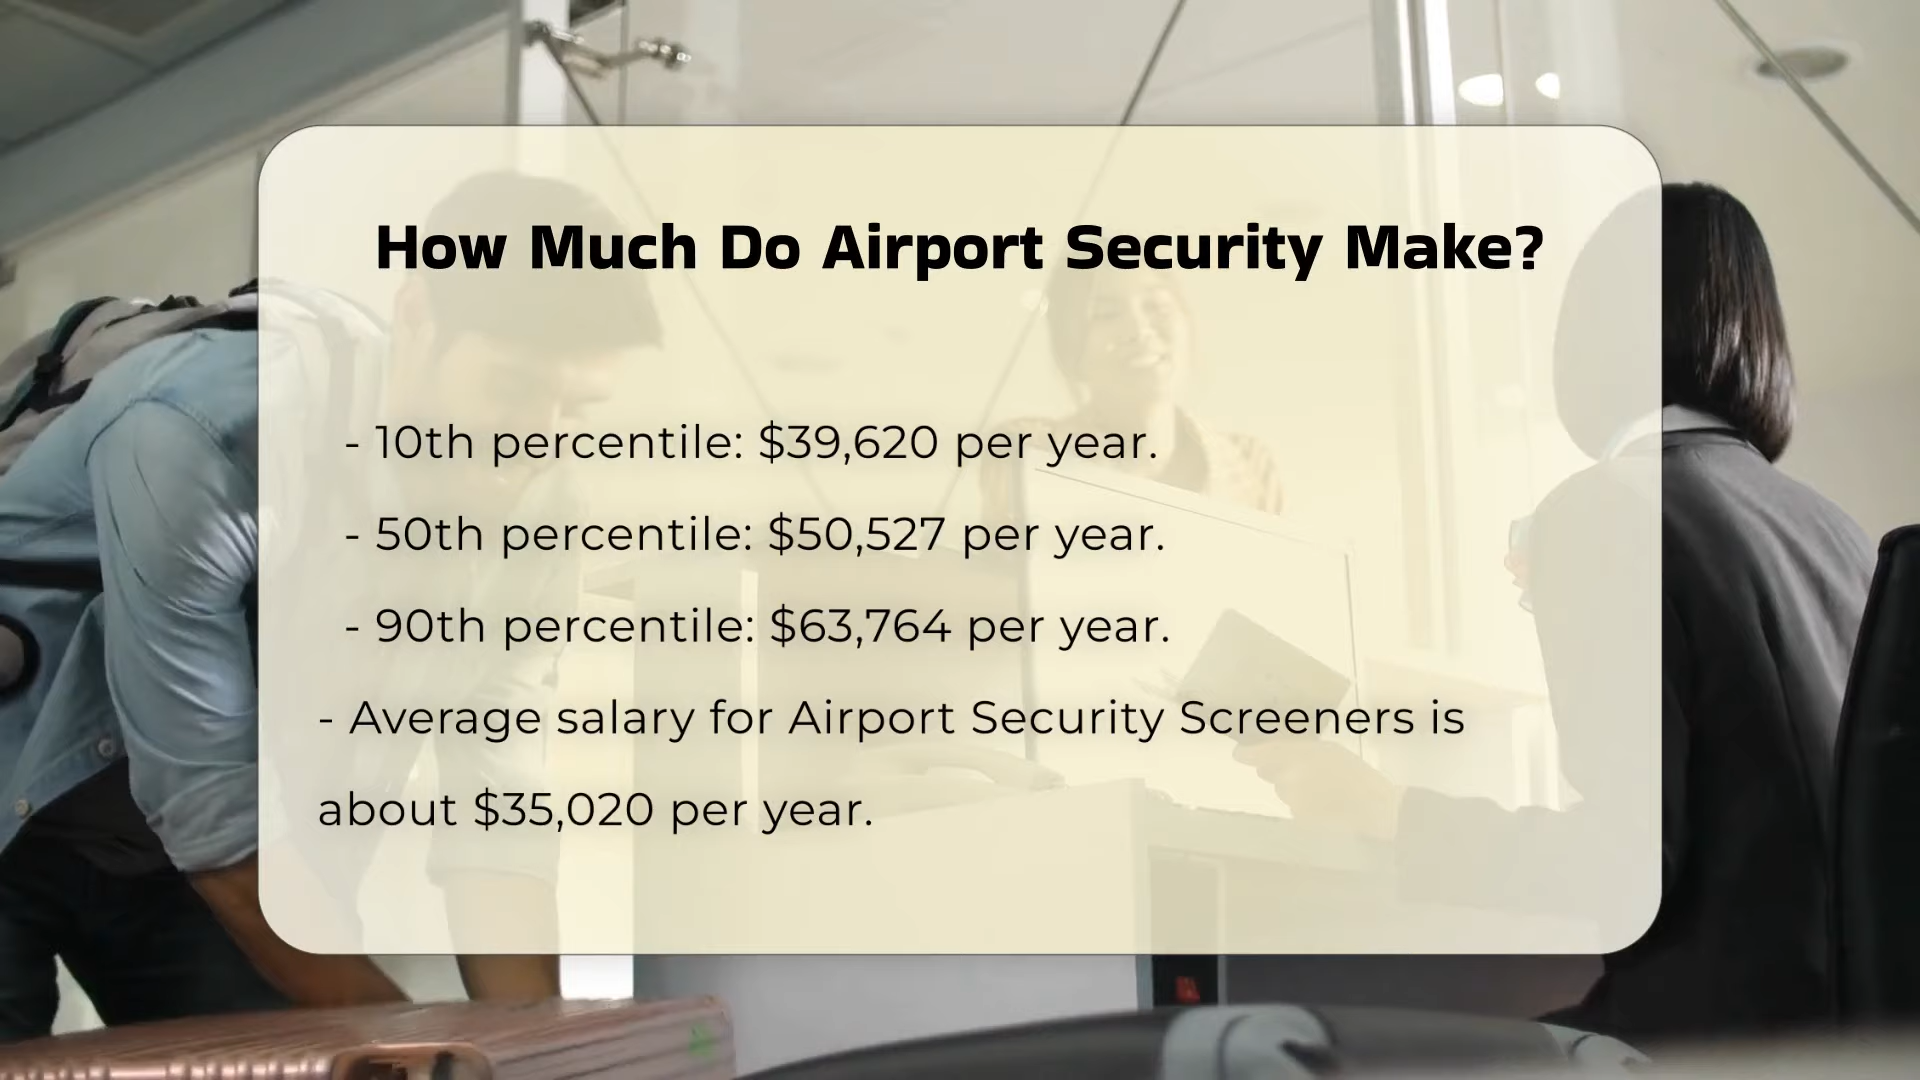 How Much Do Airport Security Make?
- 10th percentile: $39,620 per year.
- 50th percentile: $50,527 per year.
- 90th percentile: $63,764 per year.
- Average salary for Airport Security Screeners is
about $35,020 per year.